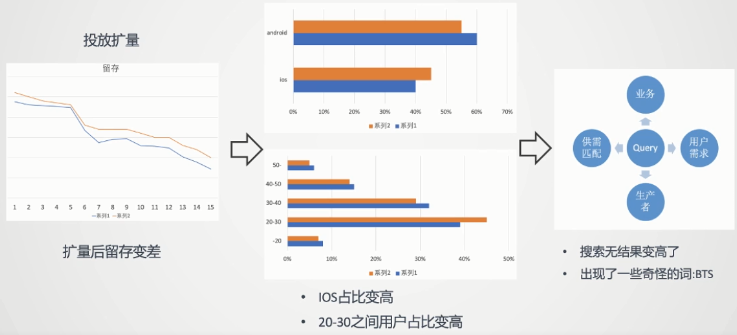 投放扩量
留存
1 2 3 4 5 6 7 8 9 10 11 12 13 14 15
系列1 系列2
扩量后留存变差
android
Ios
0% 10% 20% 30% 40% 50% 60% 70%
系列2 系列1
50-
40-50
30-40
20-30
-20
0% 10% 20% 30% 40% 50%
系列2 系列1
• IOS占比变高
• 20-30之间用户占比变高
业务
供需
匹配
Query
用户
需求
生产
者
• 搜索无结果变高了
• 出现了一些奇怪的词:BTS